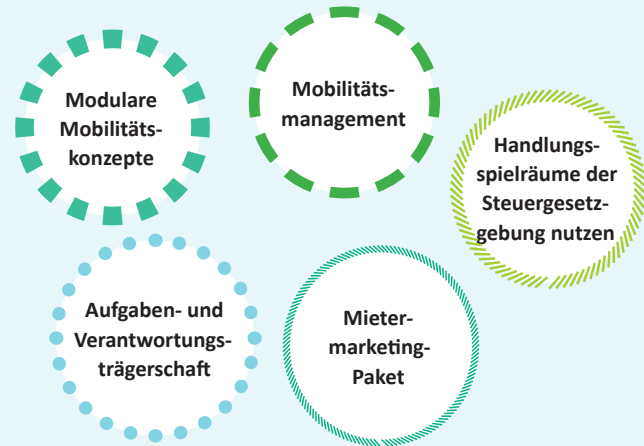 Modulare
Mobilitäts-
konzepte
Mobilitäts-
management
Handlungs-
spielräume der
Steuergesetz-
gebung nutzen
Aufgaben- und
Verantwortungs-
trägerschaft
Mieter-
marketing-
Paket